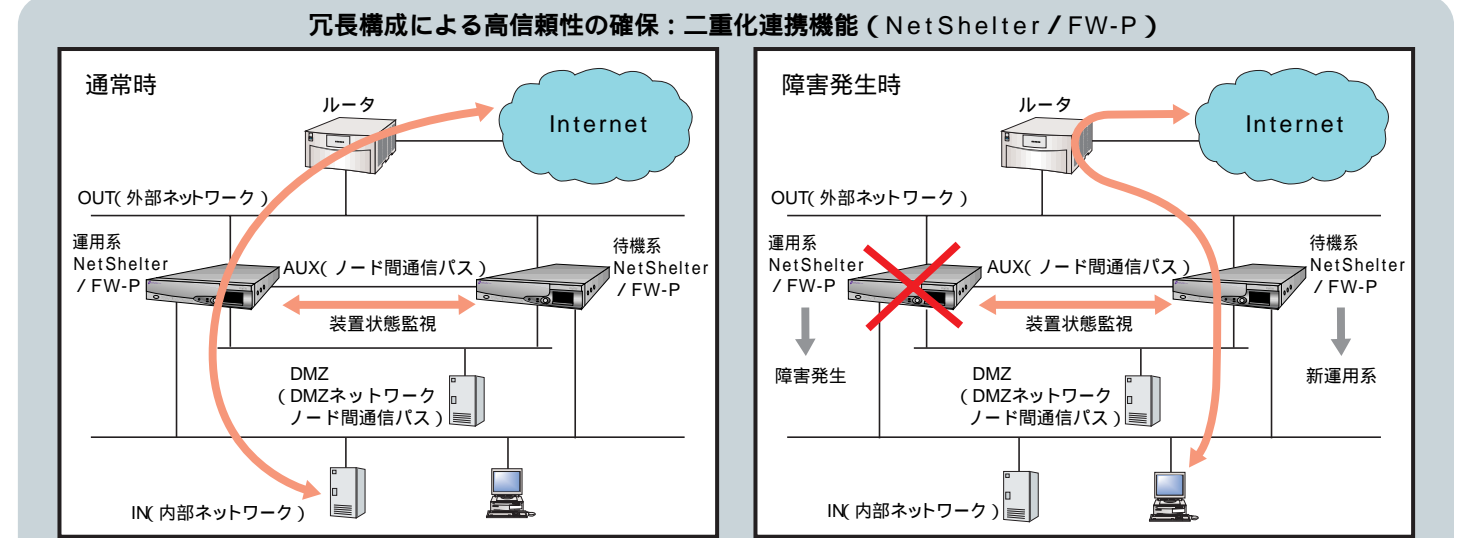 冗長構成による高信頼性の確保：二重化連携機能（NetShelter／FW-P）
通常時
ルータ
Internet
OUT（外部ネットワーク）
運用系
NetShelter
／FW-P
AUX（ノード間通信パス）
待機系
NetShelter
／FW-P
装置状態監視
DMZ
（DMZネットワーク
ノード間通信パス）
IN（内部ネットワーク）
障害発生時
ルータ
Internet
OUT（外部ネットワーク）
運用系
NetShelter
／FW-P
AUX（ノード間通信パス）
待機系
NetShelter
／FW-P
装置状態監視
障害発生
新運用系
DMZ
（DMZネットワーク
ノード間通信パス）
IN（内部ネットワーク）